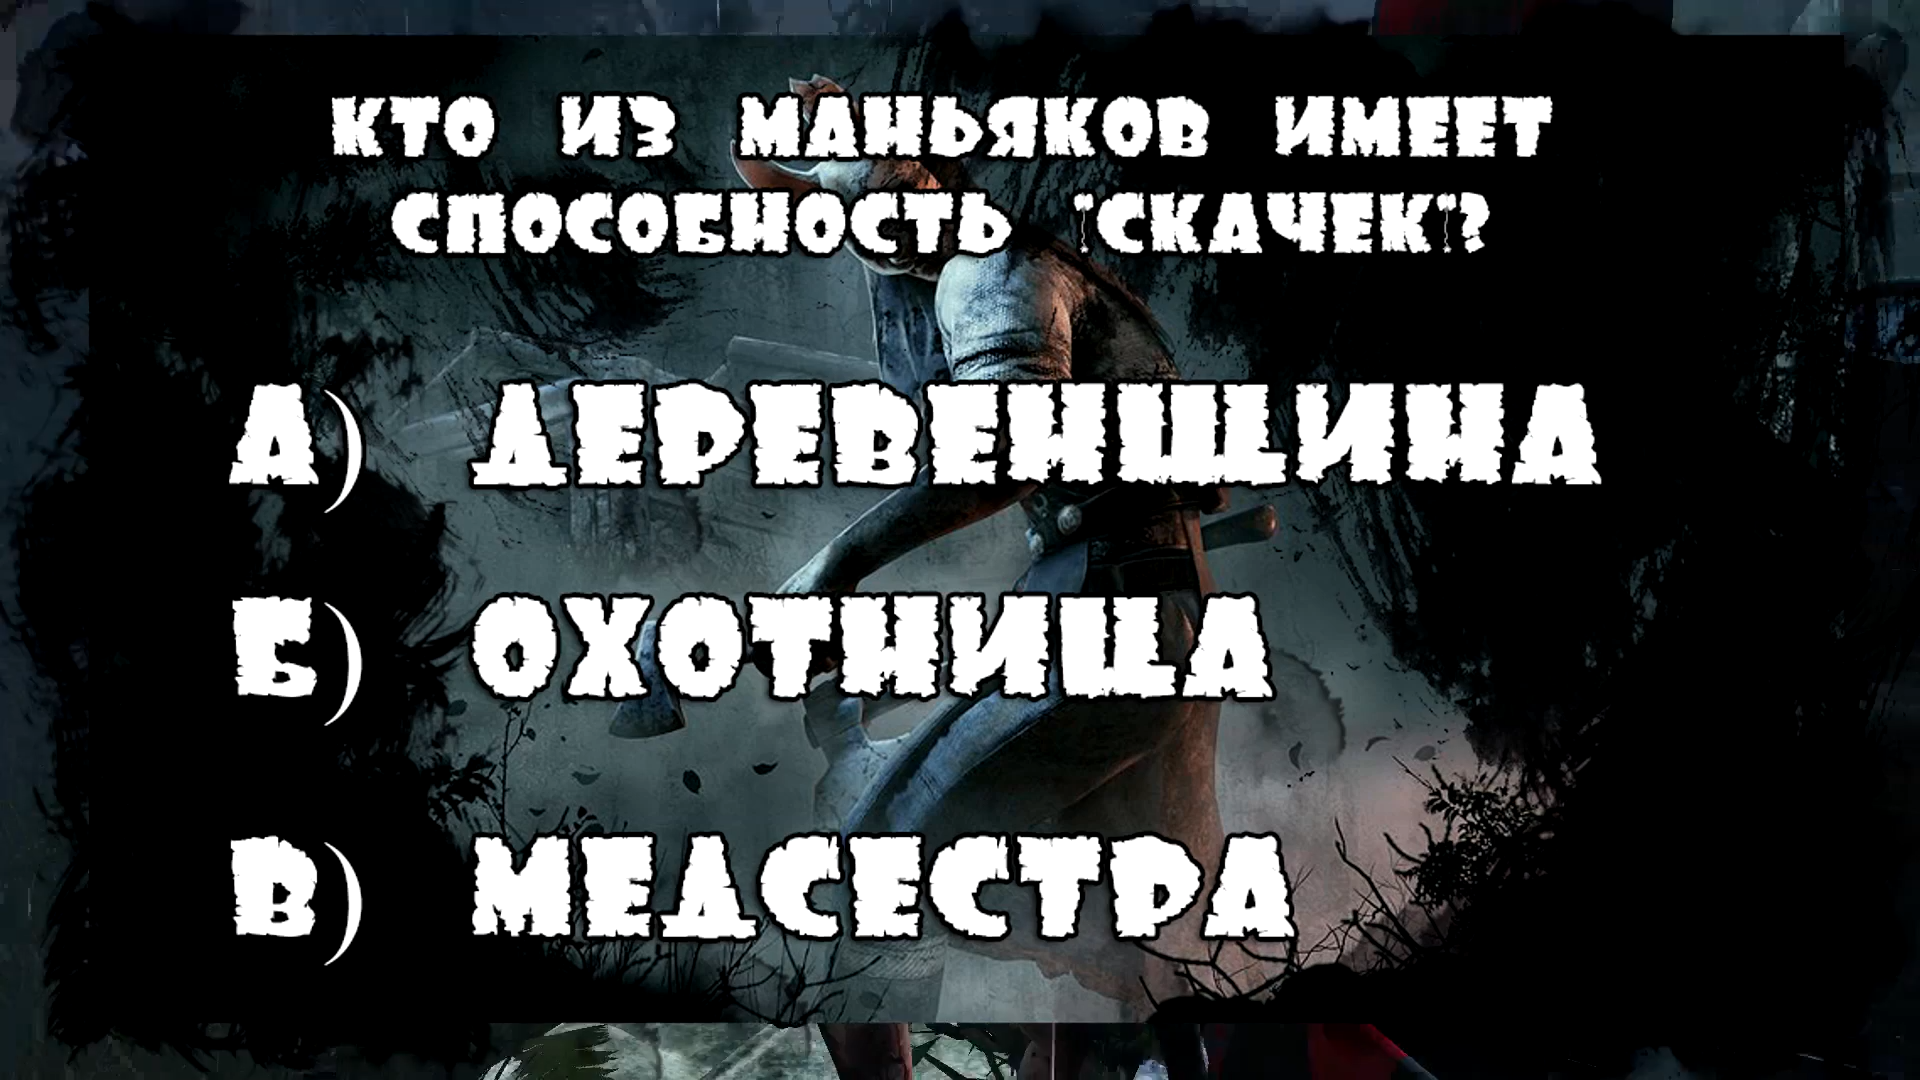 КТО ИЗ МАНЬЯКОВ ИМЕЕТ
СПОСОБНОСТЬ "СКАЧЕК"?
А) ДЕРЕВЕНЩИНА
Б) ОХОТНИЦА
В) МЕДСЕСТРА